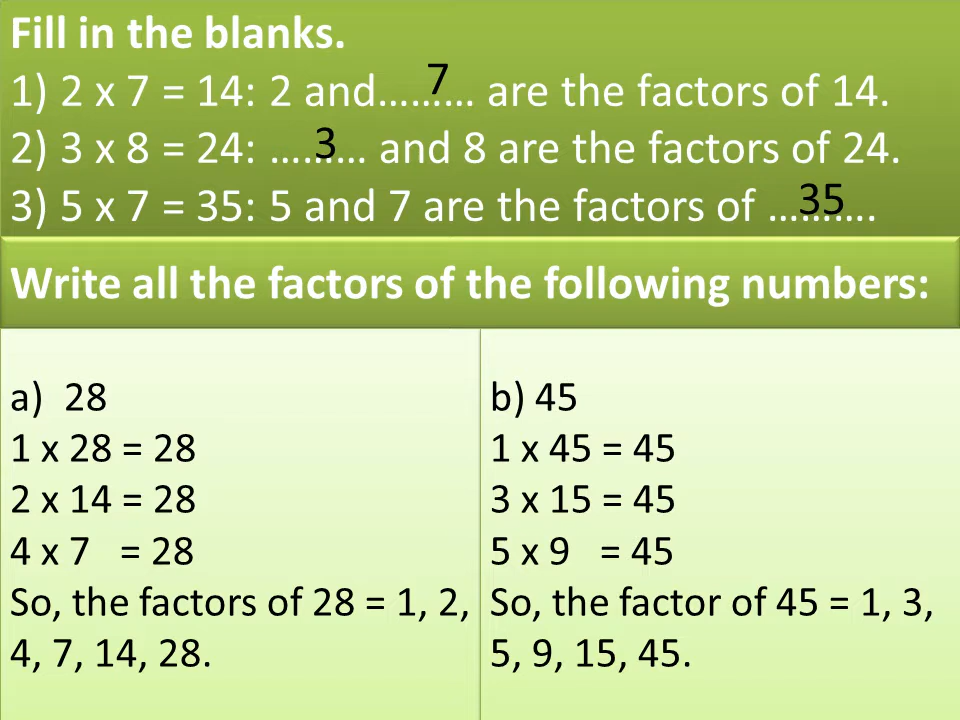 Fill in the blanks.
1) 2 x 7 = 14: 2 and...7...... are the factors of 14.
2) 3 x 8 = 24: ....3..... and 8 are the factors of 24.
3) 5 x 7 = 35: 5 and 7 are the factors of ...35.......
Write all the factors of the following numbers:
a) 28
1 x 28 = 28
2 x 14 = 28
4 x 7 = 28
So, the factors of 28 = 1, 2,
4, 7, 14, 28.
b) 45
1 x 45 = 45
3 x 15 = 45
5 x 9 = 45
So, the factor of 45 = 1, 3,
5, 9, 15, 45.